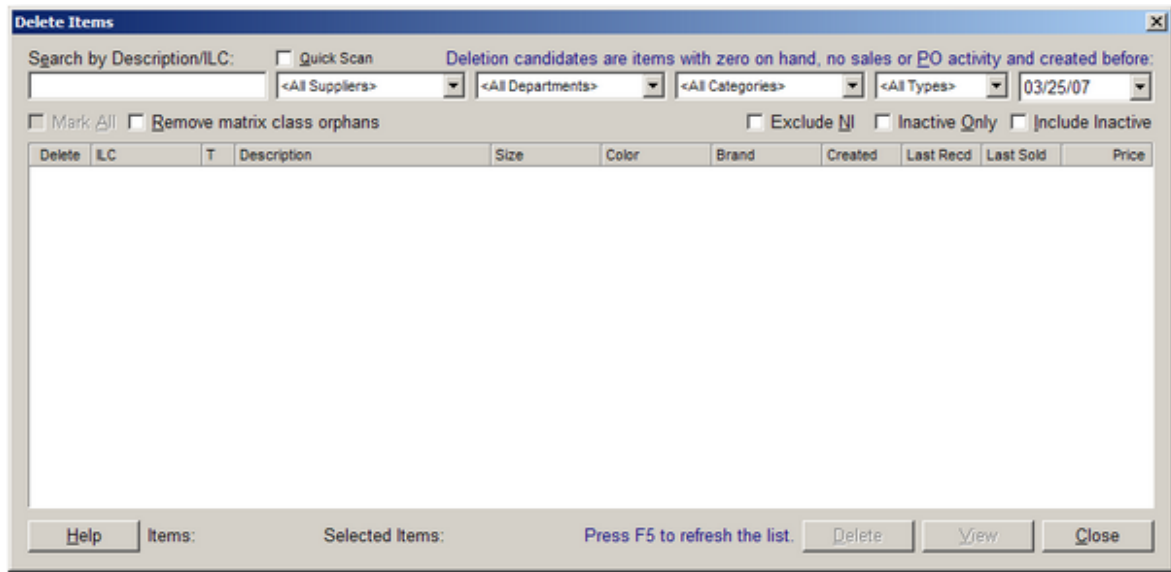 Delete Items
Search by Description/ILC: Quick Scan Deletion candidates are items with zero on hand, no sales or PO activity and created before:
<All Suppliers> <All Departments> <All Categories> <All Types> 03/25/07
Mark All Remove matrix class orphans Exclude NI Inactive Only Include Inactive
Delete ILC T Description Size Color Brand Created Last Recd Last Sold Price
Help Items: Selected Items: Press F5 to refresh the list. Delete View Close